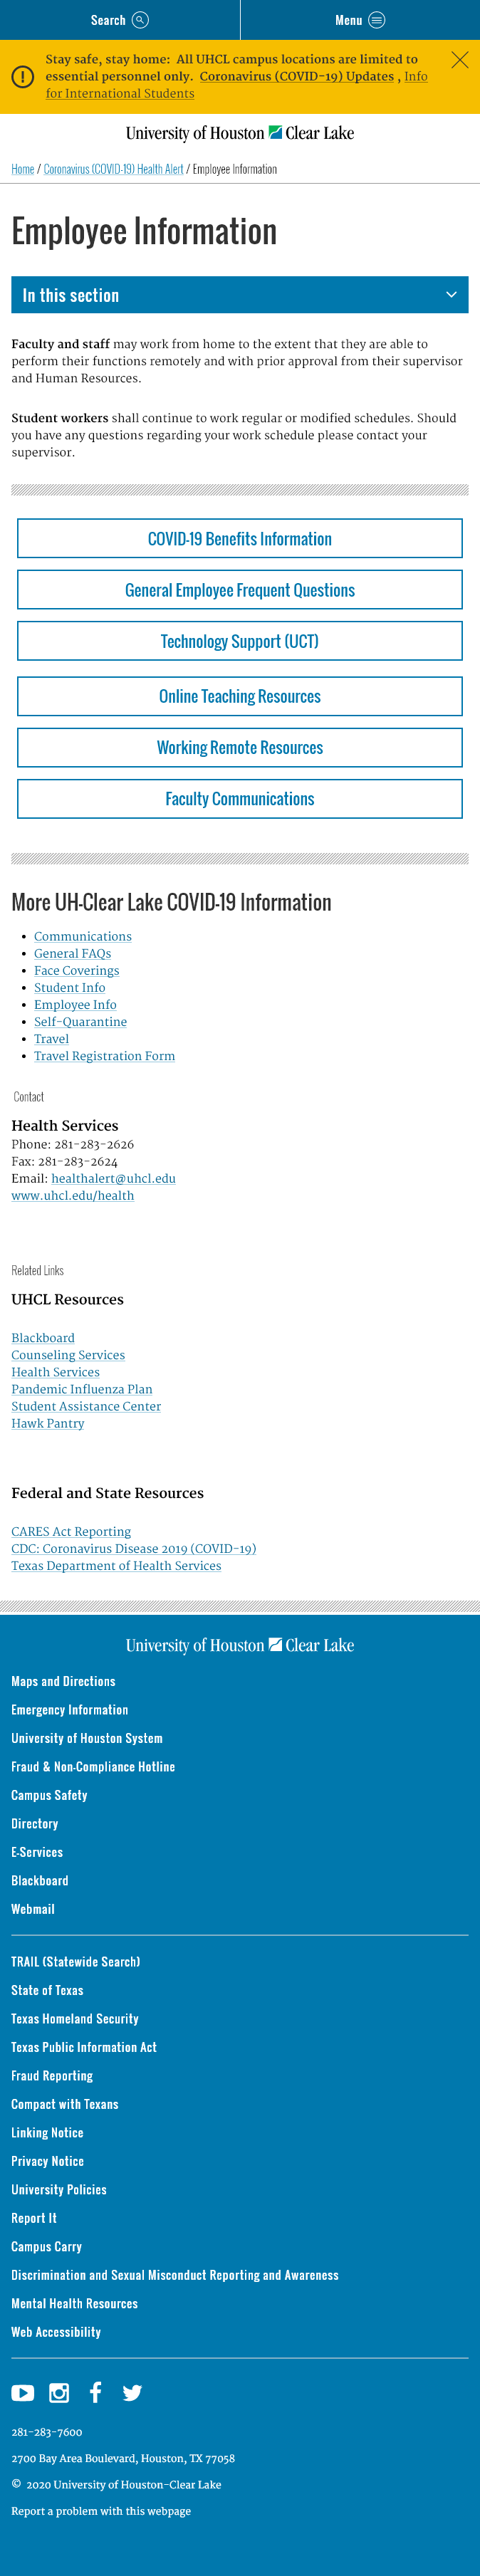 Search Menu
Stay safe, stay home: All UHCL campus locations are limited to
essential personnel only. Coronavirus (COVID-19) Updates , Info
for International Students
University of Houston Clear Lake
Home / Coronavirus (COVID-19) Health Alert / Employee Information
Employee Information
In this section
Faculty and staff may work from home to the extent that they are able to
perform their functions remotely and with prior approval from their supervisor
and Human Resources.
Student workers shall continue to work regular or modified schedules. Should
you have any questions regarding your work schedule please contact your
supervisor.
COVID-19 Benefits Information
General Employee Frequent Questions
Technology Support (UCT)
Online Teaching Resources
Working Remote Resources
Faculty Communications
More UH-Clear Lake COVID-19 Information
• Communications
• General FAQs
• Face Coverings
• Student Info
• Employee Info
• Self-Quarantine
• Travel
• Travel Registration Form
Contact
Health Services
Phone: 281-283-2626
Fax: 281-283-2624
Email: healthalert@uhcl.edu
www.uhcl.edu/health
Related Links
UHCL Resources
Blackboard
Counseling Services
Health Services
Pandemic Influenza Plan
Student Assistance Center
Hawk Pantry
Federal and State Resources
CARES Act Reporting
CDC: Coronavirus Disease 2019 (COVID-19)
Texas Department of Health Services
University of Houston Clear Lake
Maps and Directions
Emergency Information
University of Houston System
Fraud & Non-Compliance Hotline
Campus Safety
Directory
E-Services
Blackboard
Webmail
TRAIL (Statewide Search)
State of Texas
Texas Homeland Security
Texas Public Information Act
Fraud Reporting
Compact with Texans
Linking Notice
Privacy Notice
University Policies
Report It
Campus Carry
Discrimination and Sexual Misconduct Reporting and Awareness
Mental Health Resources
Web Accessibility
281-283-7600
2700 Bay Area Boulevard, Houston, TX 77058
© 2020 University of Houston-Clear Lake
Report a problem with this webpage